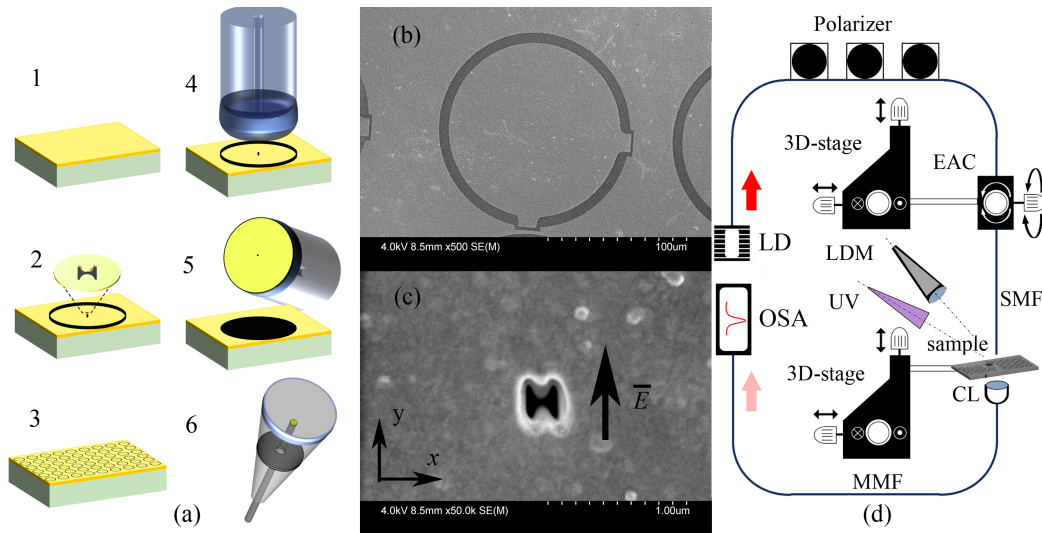 1
4
2
5
3
6
(a)
(b)
4.0kV 8.5mm x500 SE(M)
100um
(c)
E
y
x
4.0kV 8.5mm x50.0k SE(M)
1.00um
Polarizer
3D-stage
EAC
LD
LDM
UV
SMF
OSA
sample
3D-stage
CL
MMF
(d)